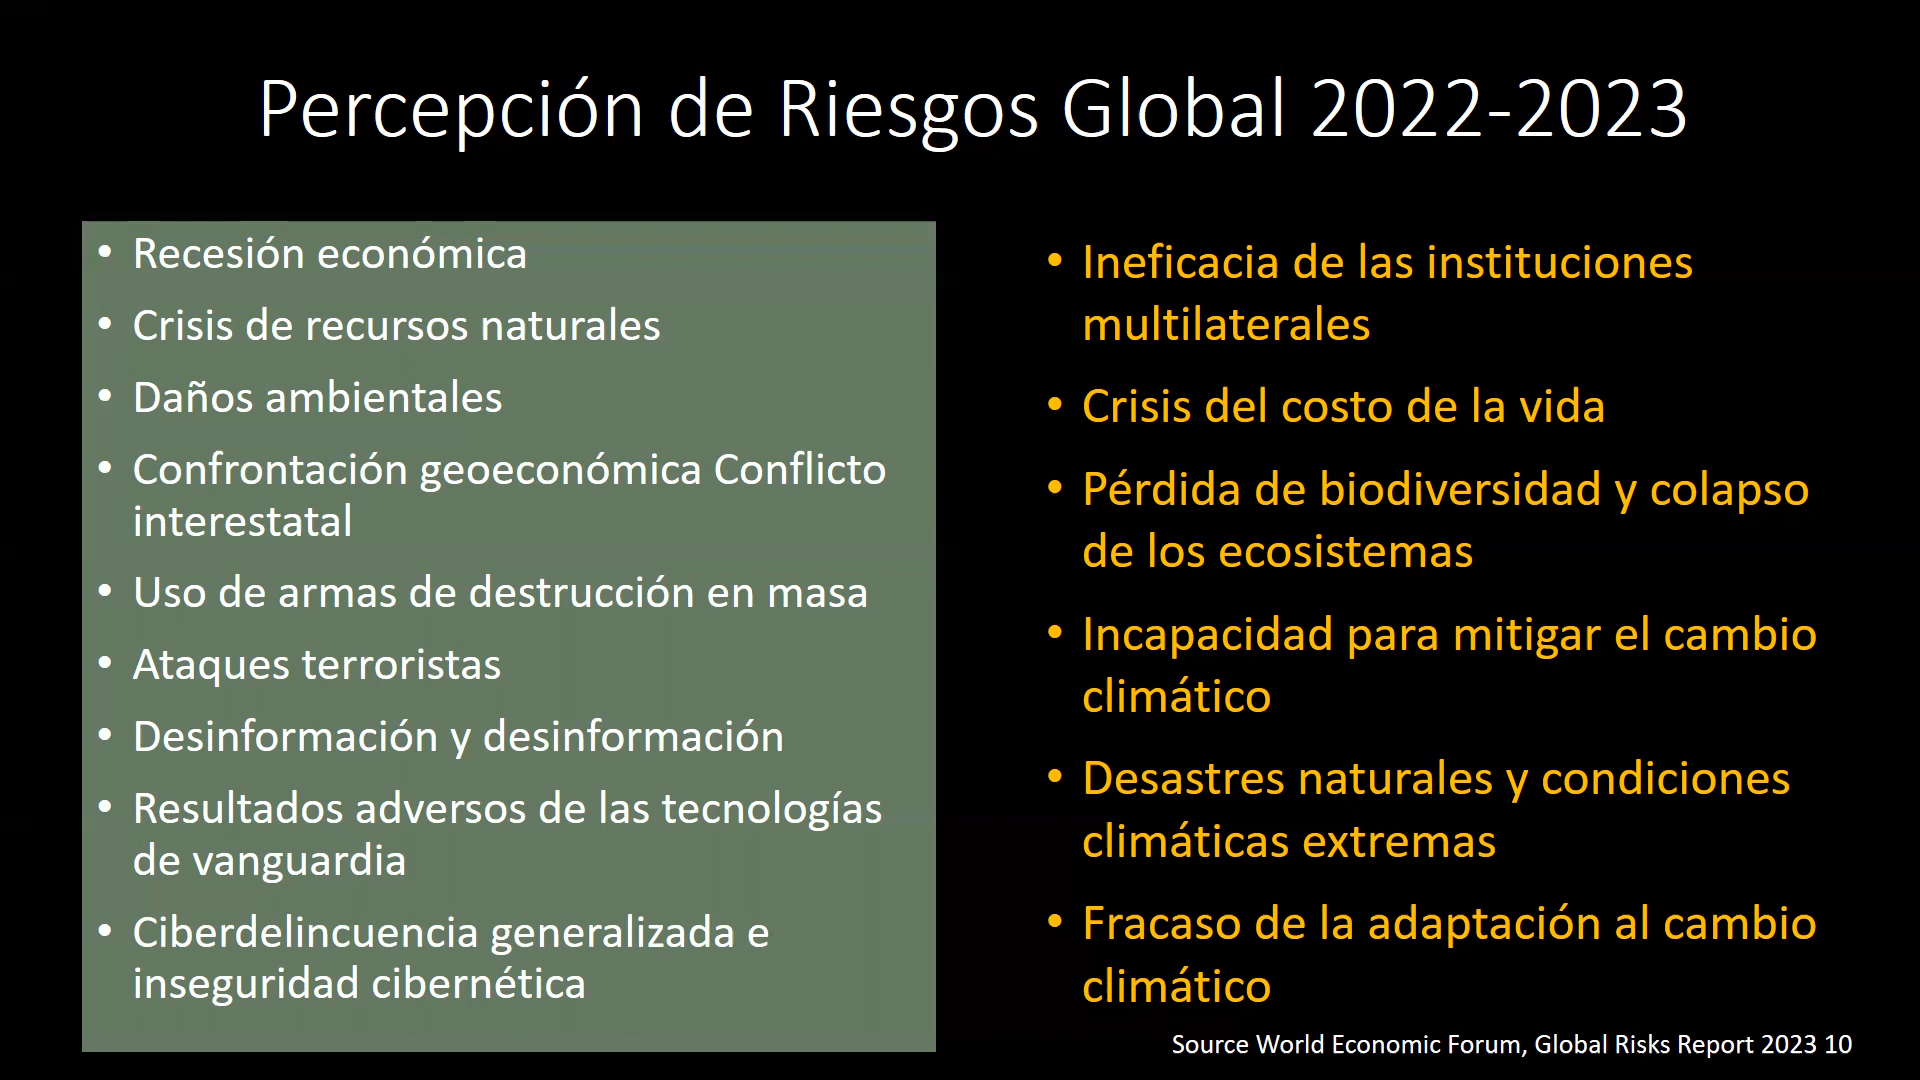 Percepción de Riesgos Global 2022-2023
• Recesión económica
• Crisis de recursos naturales
• Daños ambientales
• Confrontación geoeconómica Conflicto
interestatal
• Uso de armas de destrucción en masa
• Ataques terroristas
• Desinformación y desinformación
• Resultados adversos de las tecnologías
de vanguardia
• Ciberdelincuencia generalizada e
inseguridad cibernética
• Ineficacia de las instituciones
multilaterales
• Crisis del costo de la vida
• Pérdida de biodiversidad y colapso
de los ecosistemas
• Incapacidad para mitigar el cambio
climático
• Desastres naturales y condiciones
climáticas extremas
• Fracaso de la adaptación al cambio
climático
Source World Economic Forum, Global Risks Report 2023 10